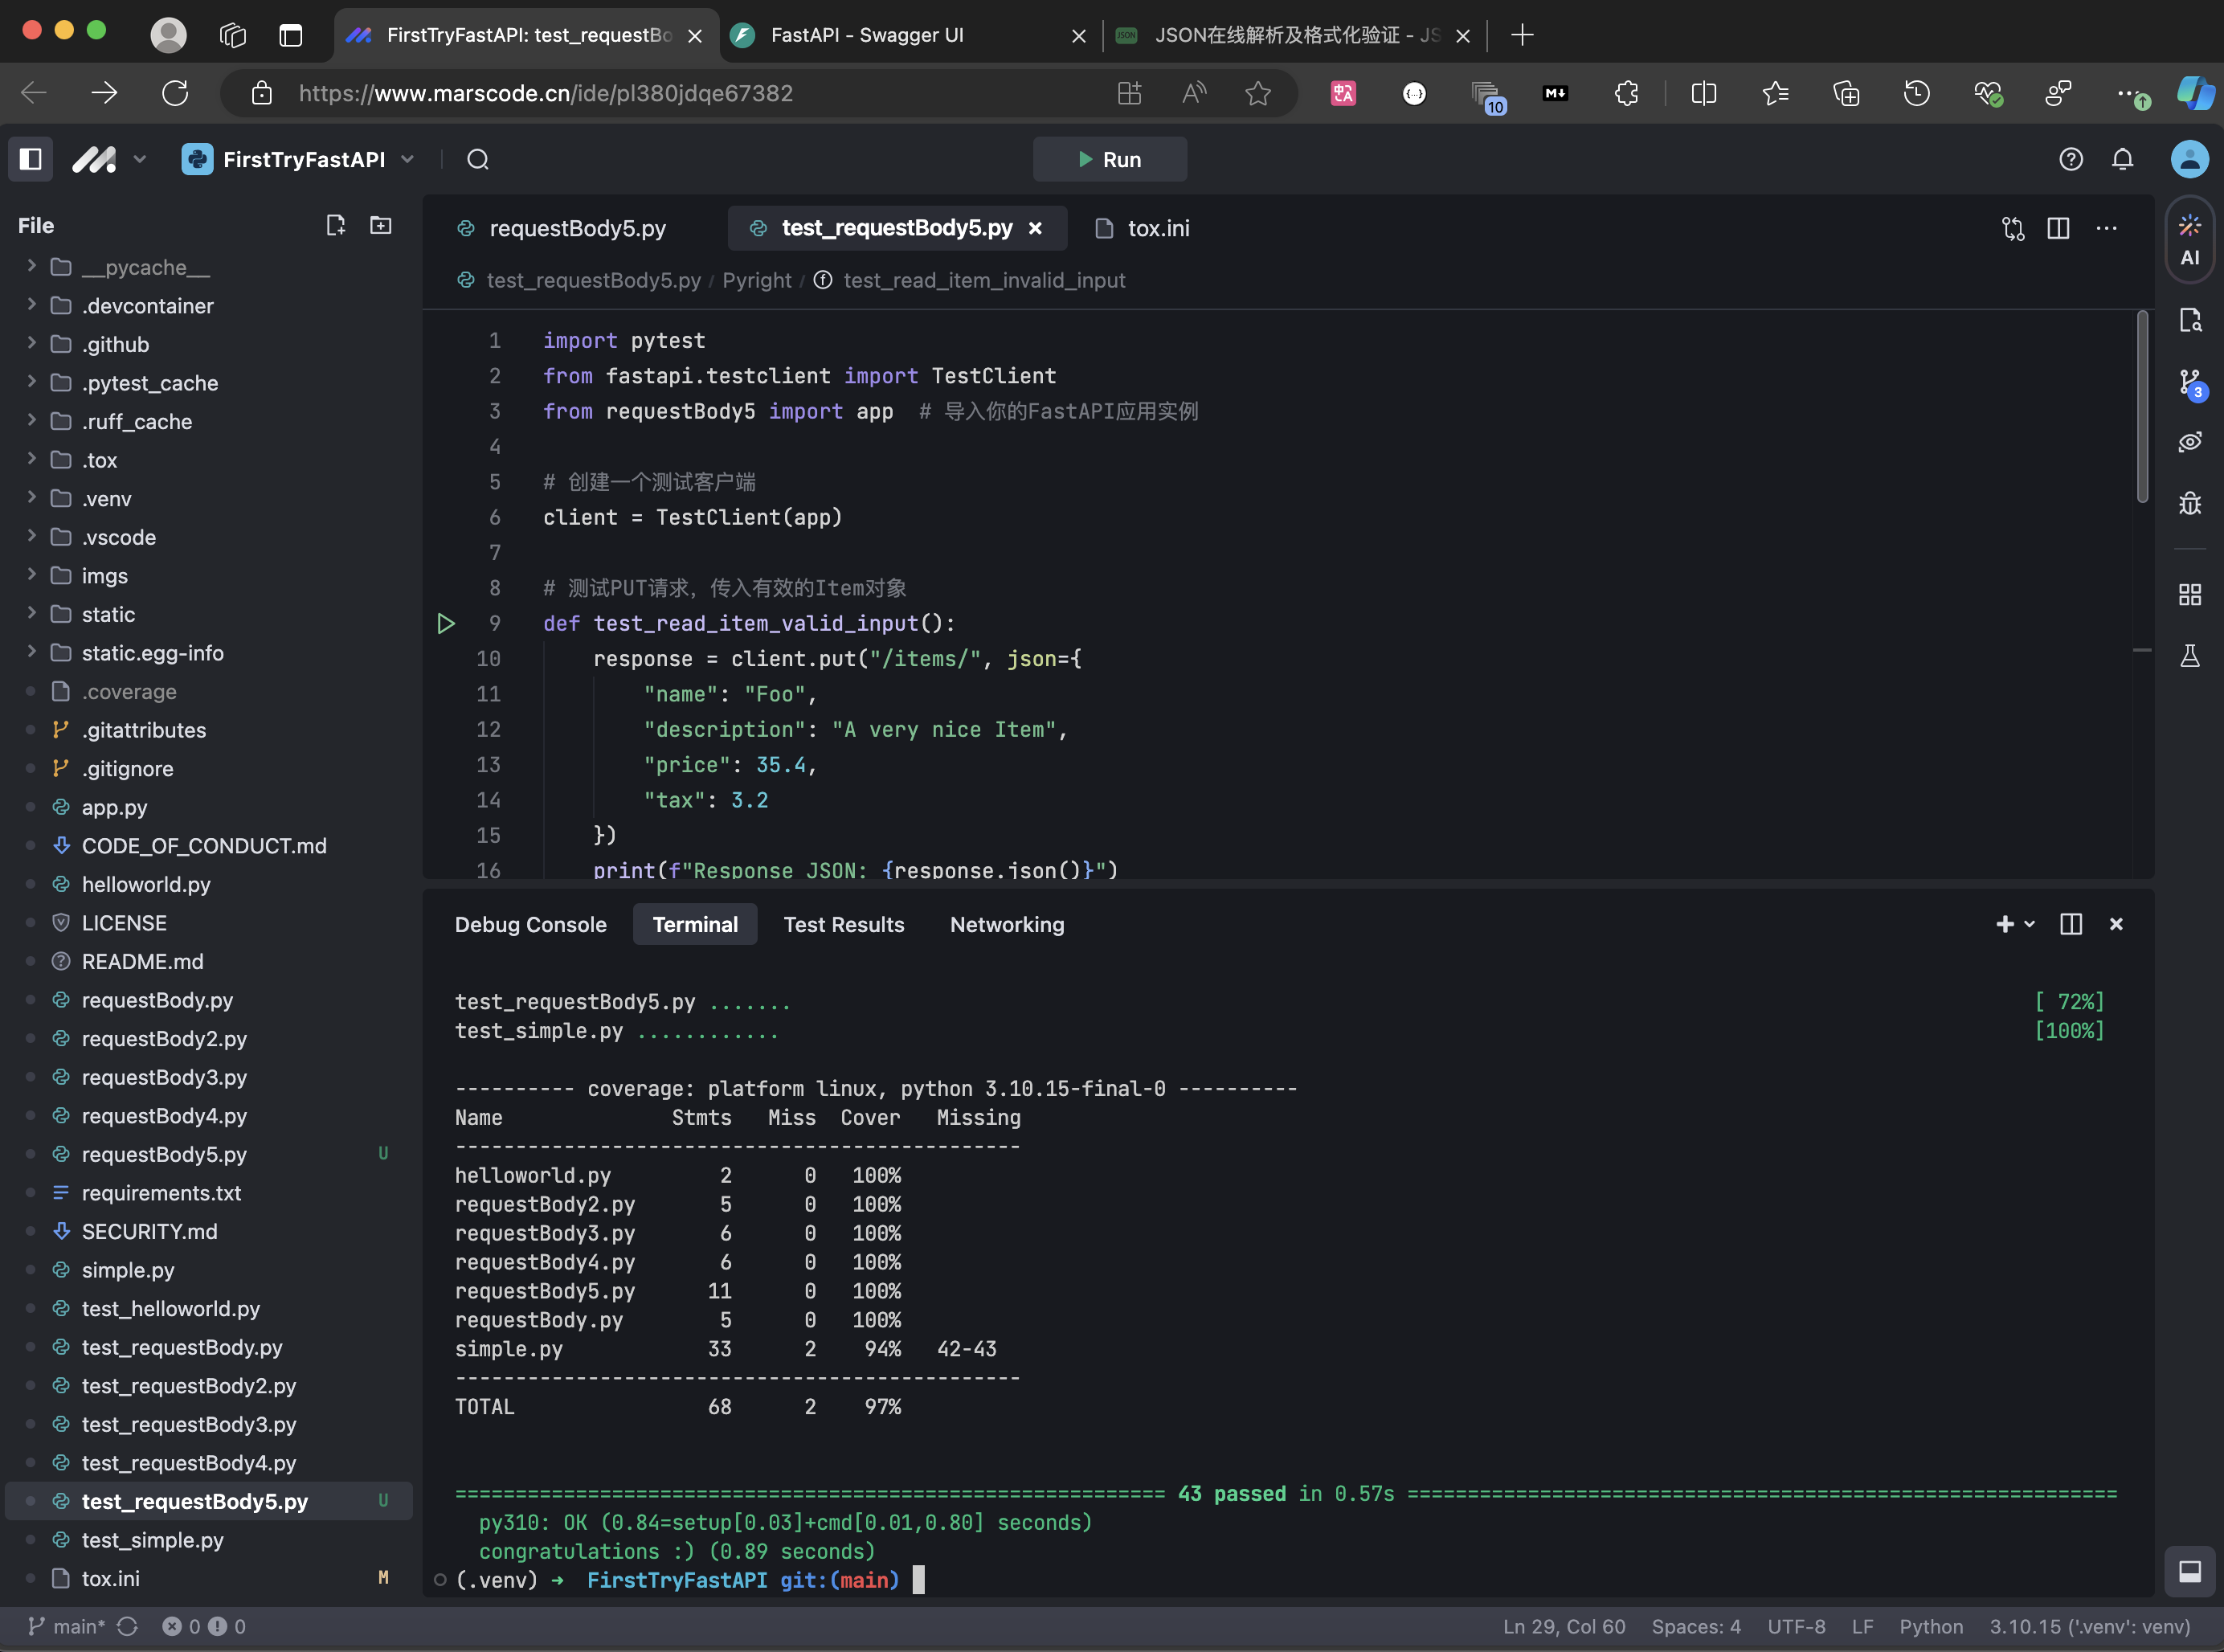 FirstTryFastAPI: test_requestBo
FastAPI - Swagger UI
JSON在线解析及格式化验证 - JS
https://www.marscode.cn/ide/pl380jdqe67382
10
FirstTryFastAPI
Run
File
__pycache__
.devcontainer
.github
.pytest_cache
.ruff_cache
.tox
.venv
.vscode
imgs
static
static.egg-info
.coverage
.gitattributes
.gitignore
app.py
CODE_OF_CONDUCT.md
helloworld.py
LICENSE
README.md
requestBody.py
requestBody2.py
requestBody3.py
requestBody4.py
requestBody5.py U
requirements.txt
SECURITY.md
simple.py
test_helloworld.py
test_requestBody.py
test_requestBody2.py
test_requestBody3.py
test_requestBody4.py
test_requestBody5.py U
test_simple.py
tox.ini M
requestBody5.py test_requestBody5.py tox.ini
test_requestBody5.py / Pyright / test_read_item_invalid_input
1 import pytest
2 from fastapi.testclient import TestClient
3 from requestBody5 import app  # 导入你的FastAPI应用实例
4
5 # 创建一个测试客户端
6 client = TestClient(app)
7
8 # 测试PUT请求，传入有效的Item对象
9 def test_read_item_valid_input():
10     response = client.put("/items/", json={
11         "name": "Foo",
12         "description": "A very nice Item",
13         "price": 35.4,
14         "tax": 3.2
15     })
16     print(f"Response JSON: {response.json()}")
AI
3
Debug Console Terminal Test Results Networking
test_requestBody5.py ....... [ 72%]
test_simple.py ............ [100%]
---------- coverage: platform linux, python 3.10.15-final-0 ----------
Name              Stmts   Miss  Cover   Missing
-----------------------------------------------
helloworld.py         2      0   100%
requestBody2.py       5      0   100%
requestBody3.py       6      0   100%
requestBody4.py       6      0   100%
requestBody5.py      11      0   100%
requestBody.py        5      0   100%
simple.py            33      2    94%   42-43
-----------------------------------------------
TOTAL                68      2    97%
=========================================================== 43 passed in 0.57s ===========================================================
py310: OK (0.84=setup[0.03]+cmd[0.01,0.80] seconds)
congratulations :) (0.89 seconds)
(.venv) ➜  FirstTryFastAPI git:(main)
main* 0 0 Ln 29, Col 60 Spaces: 4 UTF-8 LF Python 3.10.15 ('.venv': venv)